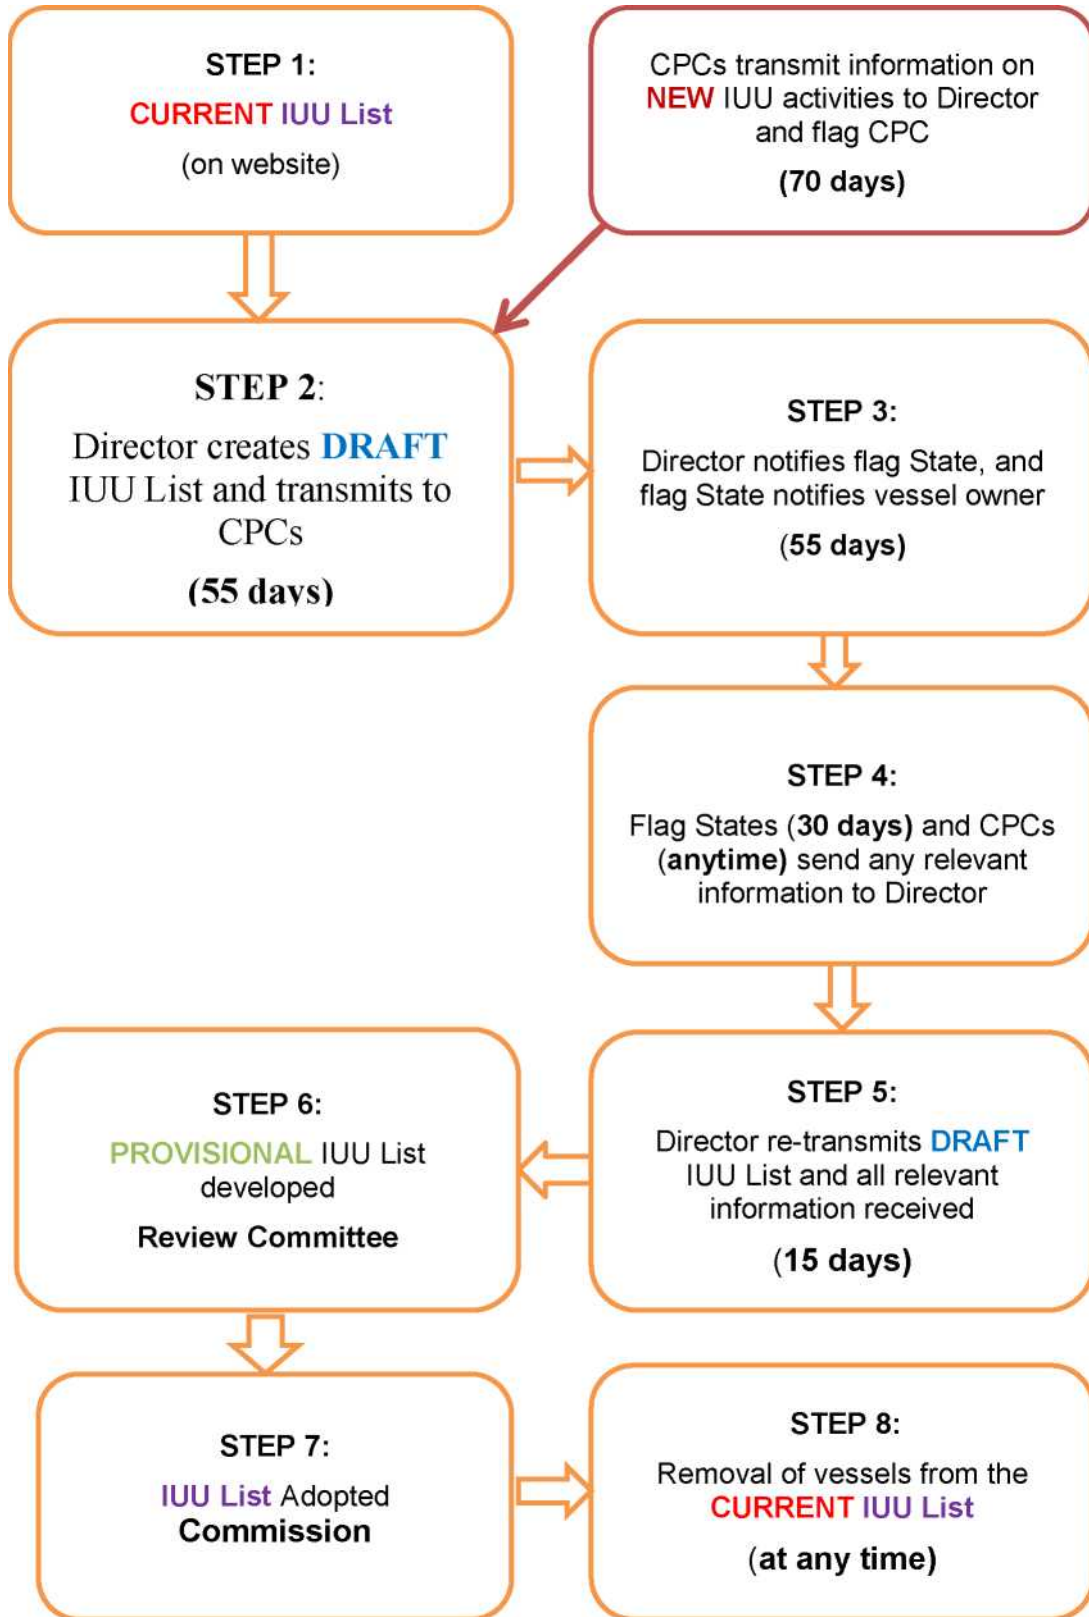 STEP 1:
CURRENT IUU List
(on website)
CPCs transmit information on
NEW IUU activities to Director
and flag CPC
(70 days)
STEP 2:
Director creates DRAFT
IUU List and transmits to
CPCs
(55 days)
STEP 3:
Director notifies flag State, and
flag State notifies vessel owner
(55 days)
STEP 4:
Flag States (30 days) and CPCs
(anytime) send any relevant
information to Director
STEP 5:
Director re-transmits DRAFT
IUU List and all relevant
information received
(15 days)
STEP 6:
PROVISIONAL IUU List
developed
Review Committee
STEP 7:
IUU List Adopted
Commission
STEP 8:
Removal of vessels from the
CURRENT IUU List
(at any time)